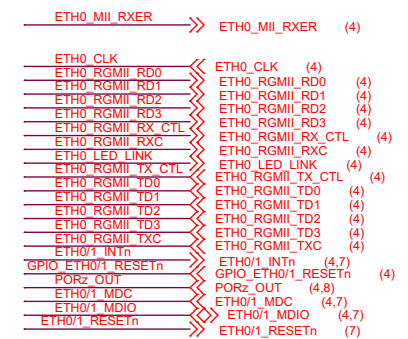 ETH0_MII_RXER ETH0_MII_RXER (4)
ETH0_CLK ETH0_CLK (4)
ETH0_RGMII_RD0 ETH0_RGMII_RD0 (4)
ETH0_RGMII_RD1 ETH0_RGMII_RD1 (4)
ETH0_RGMII_RD2 ETH0_RGMII_RD2 (4)
ETH0_RGMII_RD3 ETH0_RGMII_RD3 (4)
ETH0_RGMII_RX_CTL ETH0_RGMII_RX_CTL (4)
ETH0_RGMII_RXC ETH0_RGMII_RXC (4)
ETH0_LED_LINK ETH0_LED_LINK (4)
ETH0_RGMII_TX_CTL ETH0_RGMII_TX_CTL (4)
ETH0_RGMII_TD0 ETH0_RGMII_TD0 (4)
ETH0_RGMII_TD1 ETH0_RGMII_TD1 (4)
ETH0_RGMII_TD2 ETH0_RGMII_TD2 (4)
ETH0_RGMII_TD3 ETH0_RGMII_TD3 (4)
ETH0_RGMII_TXC ETH0_RGMII_TXC (4)
ETH0/1_INTn ETH0/1_INTn (4,7)
GPIO_ETH0/1_RESETn GPIO_ETH0/1_RESETn (4)
PORz_OUT PORz_OUT (4,8)
ETH0/1_MDC ETH0/1_MDC (4,7)
ETH0/1_MDIO ETH0/1_MDIO (4,7)
ETH0/1_RESETn ETH0/1_RESETn (7)